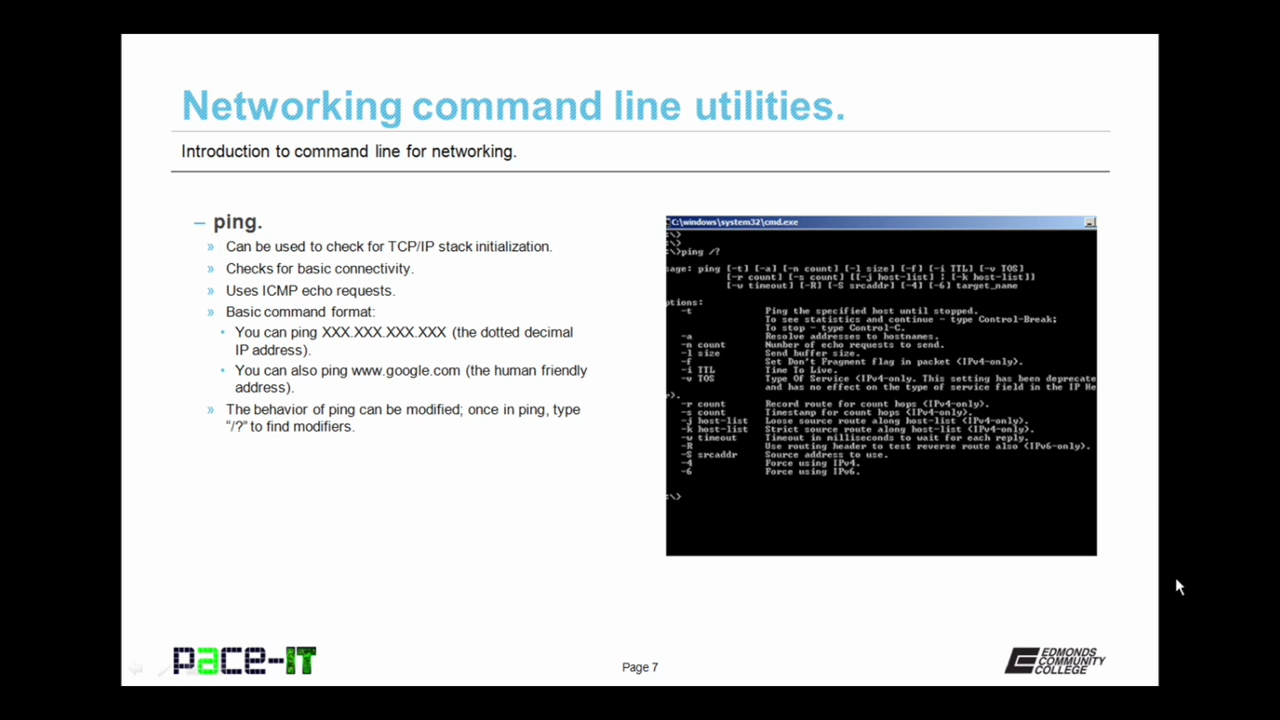 Networking command line utilities.
Introduction to command line for networking.
– ping.
» Can be used to check for TCP/IP stack initialization.
» Checks for basic connectivity.
» Uses ICMP echo requests.
» Basic command format:
• You can ping XXX.XXX.XXX.XXX (the dotted decimal
IP address).
• You can also ping www.google.com (the human friendly
address).
» The behavior of ping can be modified; once in ping, type
“/?” to find modifiers.
C:\windows\system32\cmd.exe
:\>
:\>
:\>ping /?
sage: ping [-t] [-a] [-n count] [-l size] [-f] [-i TTL] [-v TOS]
[-r count] [-s count] [[-j host-list] | [-k host-list]]
[-w timeout] [-R] [-S srcaddr] [-4] [-6] target_name
ptions:
-t Ping the specified host until stopped.
To see statistics and continue - type Control-Break;
To stop - type Control-C.
-a Resolve addresses to hostnames.
-n count Number of echo requests to send.
-l size Send buffer size.
-f Set Don't Fragment flag in packet (IPv4-only).
-i TTL Time To Live.
-v TOS Type Of Service (IPv4-only. This setting has been deprecate
and has no effect on the type of service field in the IP He
r).
-r count Record route for count hops (IPv4-only).
-s count Timestamp for count hops (IPv4-only).
-j host-list Loose source route along host-list (IPv4-only).
-k host-list Strict source route along host-list (IPv4-only).
-w timeout Timeout in milliseconds to wait for each reply.
-R Use routing header to test reverse route also (IPv6-only).
-S srcaddr Source address to use.
-4 Force using IPv4.
-6 Force using IPv6.
:\>
pace-IT
Page 7
EDMONDS
COMMUNITY
COLLEGE